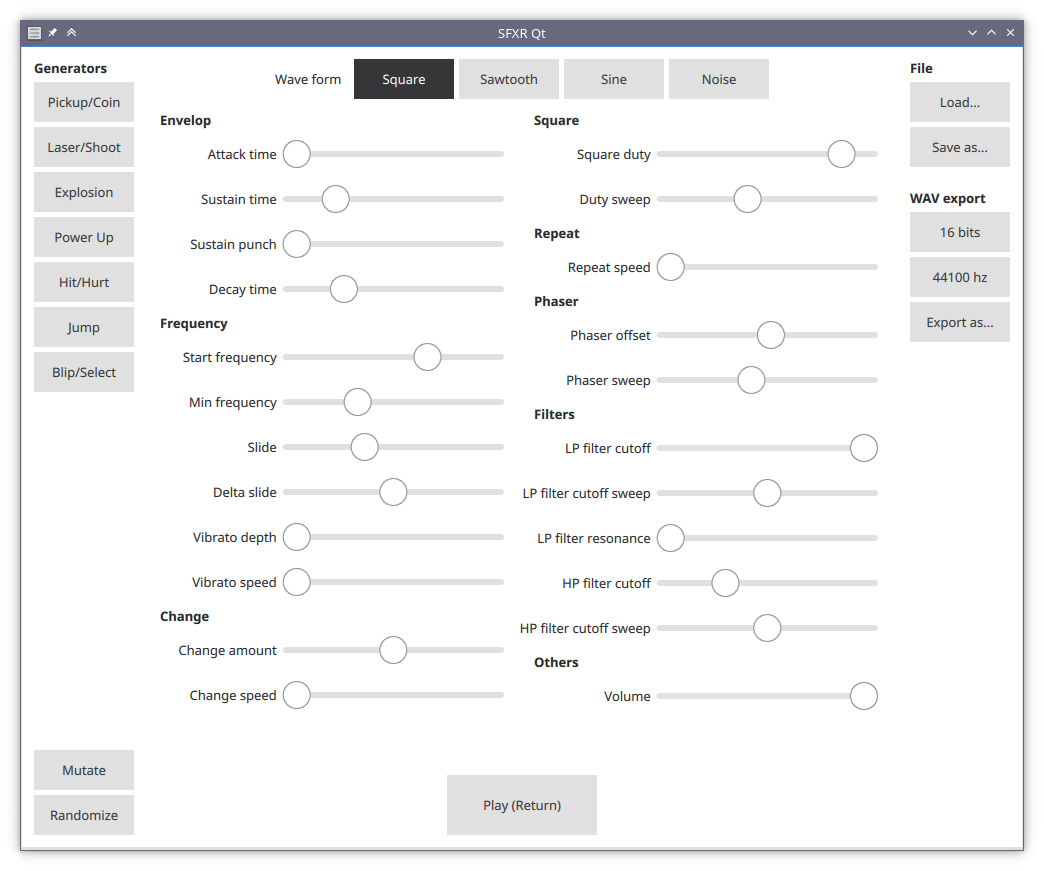 SFXR Qt
Generators
Pickup/Coin
Laser/Shoot
Explosion
Power Up
Hit/Hurt
Jump
Blip/Select
Mutate
Randomize
Wave form Square Sawtooth Sine Noise
Envelop
Attack time
Sustain time
Sustain punch
Decay time
Frequency
Start frequency
Min frequency
Slide
Delta slide
Vibrato depth
Vibrato speed
Change
Change amount
Change speed
Square
Square duty
Duty sweep
Repeat
Repeat speed
Phaser
Phaser offset
Phaser sweep
Filters
LP filter cutoff
LP filter cutoff sweep
LP filter resonance
HP filter cutoff
HP filter cutoff sweep
Others
Volume
Play (Return)
File
Load...
Save as...
WAV export
16 bits
44100 hz
Export as...